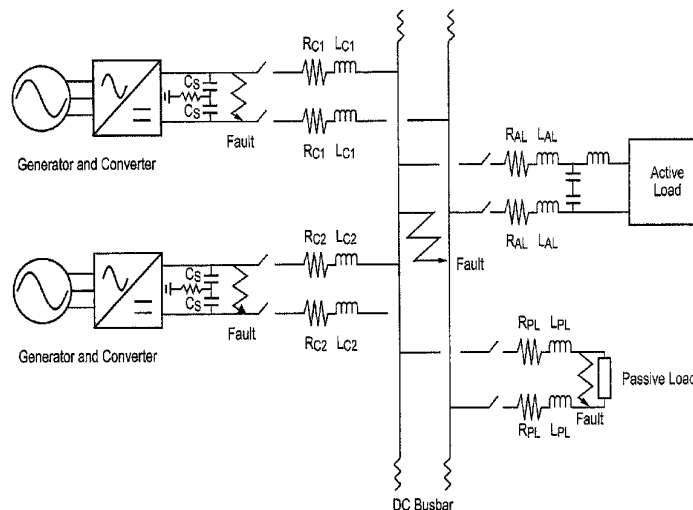 RC1 LC1
CS
CS
Fault
RC1 LC1
Generator and Converter
RAL LAL
Active
Load
RAL LAL
RC2 LC2
CS
CS
Fault
Fault
RC2 LC2
Generator and Converter
RPL LPL
Passive Load
Fault
RPL LPL
DC Busbar